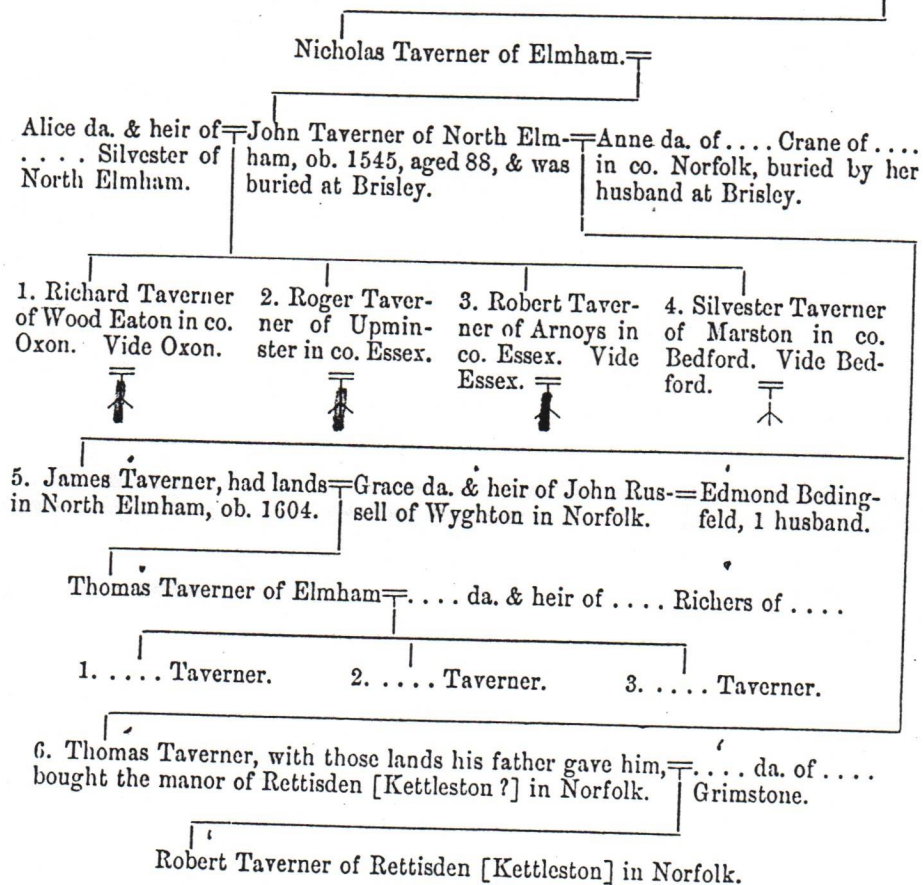 Nicholas Taverner of Elmham.
Alice da. & heir of
. . . . Silvester of
North Elmham.
John Taverner of North Elm-
ham, ob. 1545, aged 88, & was
buried at Brisley.
Anne da. of . . . . Crane of . . . .
in co. Norfolk, buried by her
husband at Brisley.
1. Richard Taverner
of Wood Eaton in co.
Oxon. Vide Oxon.
2. Roger Taver-
ner of Upmin-
ster in co. Essex.
3. Robert Taver-
ner of Arnoys in
co. Essex. Vide
Essex.
4. Silvester Taverner
of Marston in co.
Bedford. Vide Bed-
ford.
5. James Taverner, had lands
in North Elmham, ob. 1604.
Grace da. & heir of John Rus-
sell of Wyghton in Norfolk.
Edmond Beding-
feld, 1 husband.
Thomas Taverner of Elmham
. . . . da. & heir of . . . . Richers of . . . .
1. . . . . Taverner.
2. . . . . Taverner.
3. . . . . Taverner.
6. Thomas Taverner, with those lands his father gave him,
bought the manor of Rettisden [Kettleston ?] in Norfolk.
. . . . da. of . . . .
Grimstone.
Robert Taverner of Rettisden [Kettleston] in Norfolk.